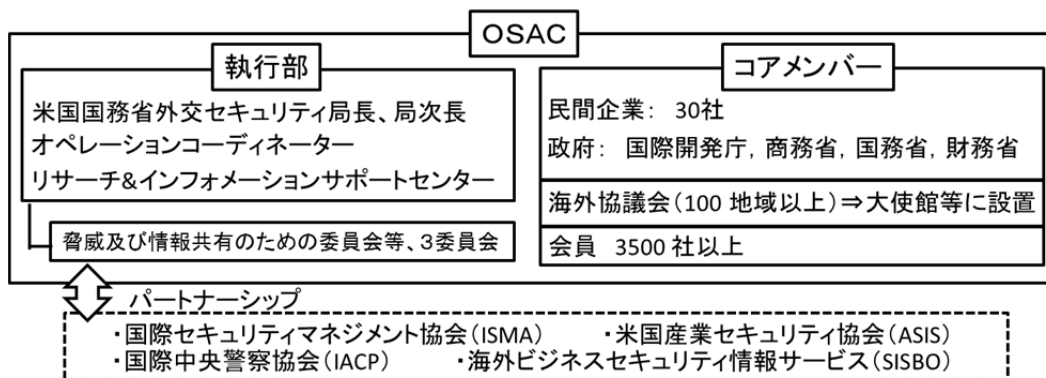 OSAC
執行部
米国国務省外交セキュリティ局長、局次長
オペレーションコーディネーター
リサーチ&インフォメーションサポートセンター
脅威及び情報共有のための委員会等、3委員会
コアメンバー
民間企業: 30社
政府: 国際開発庁, 商務省, 国務省, 財務省
海外協議会(100 地域以上)⇒大使館等に設置
会員 3500 社以上
パートナーシップ
・国際セキュリティマネジメント協会(ISMA) ・米国産業セキュリティ協会(ASIS)
・国際中央警察協会(IACP) ・海外ビジネスセキュリティ情報サービス(SISBO)